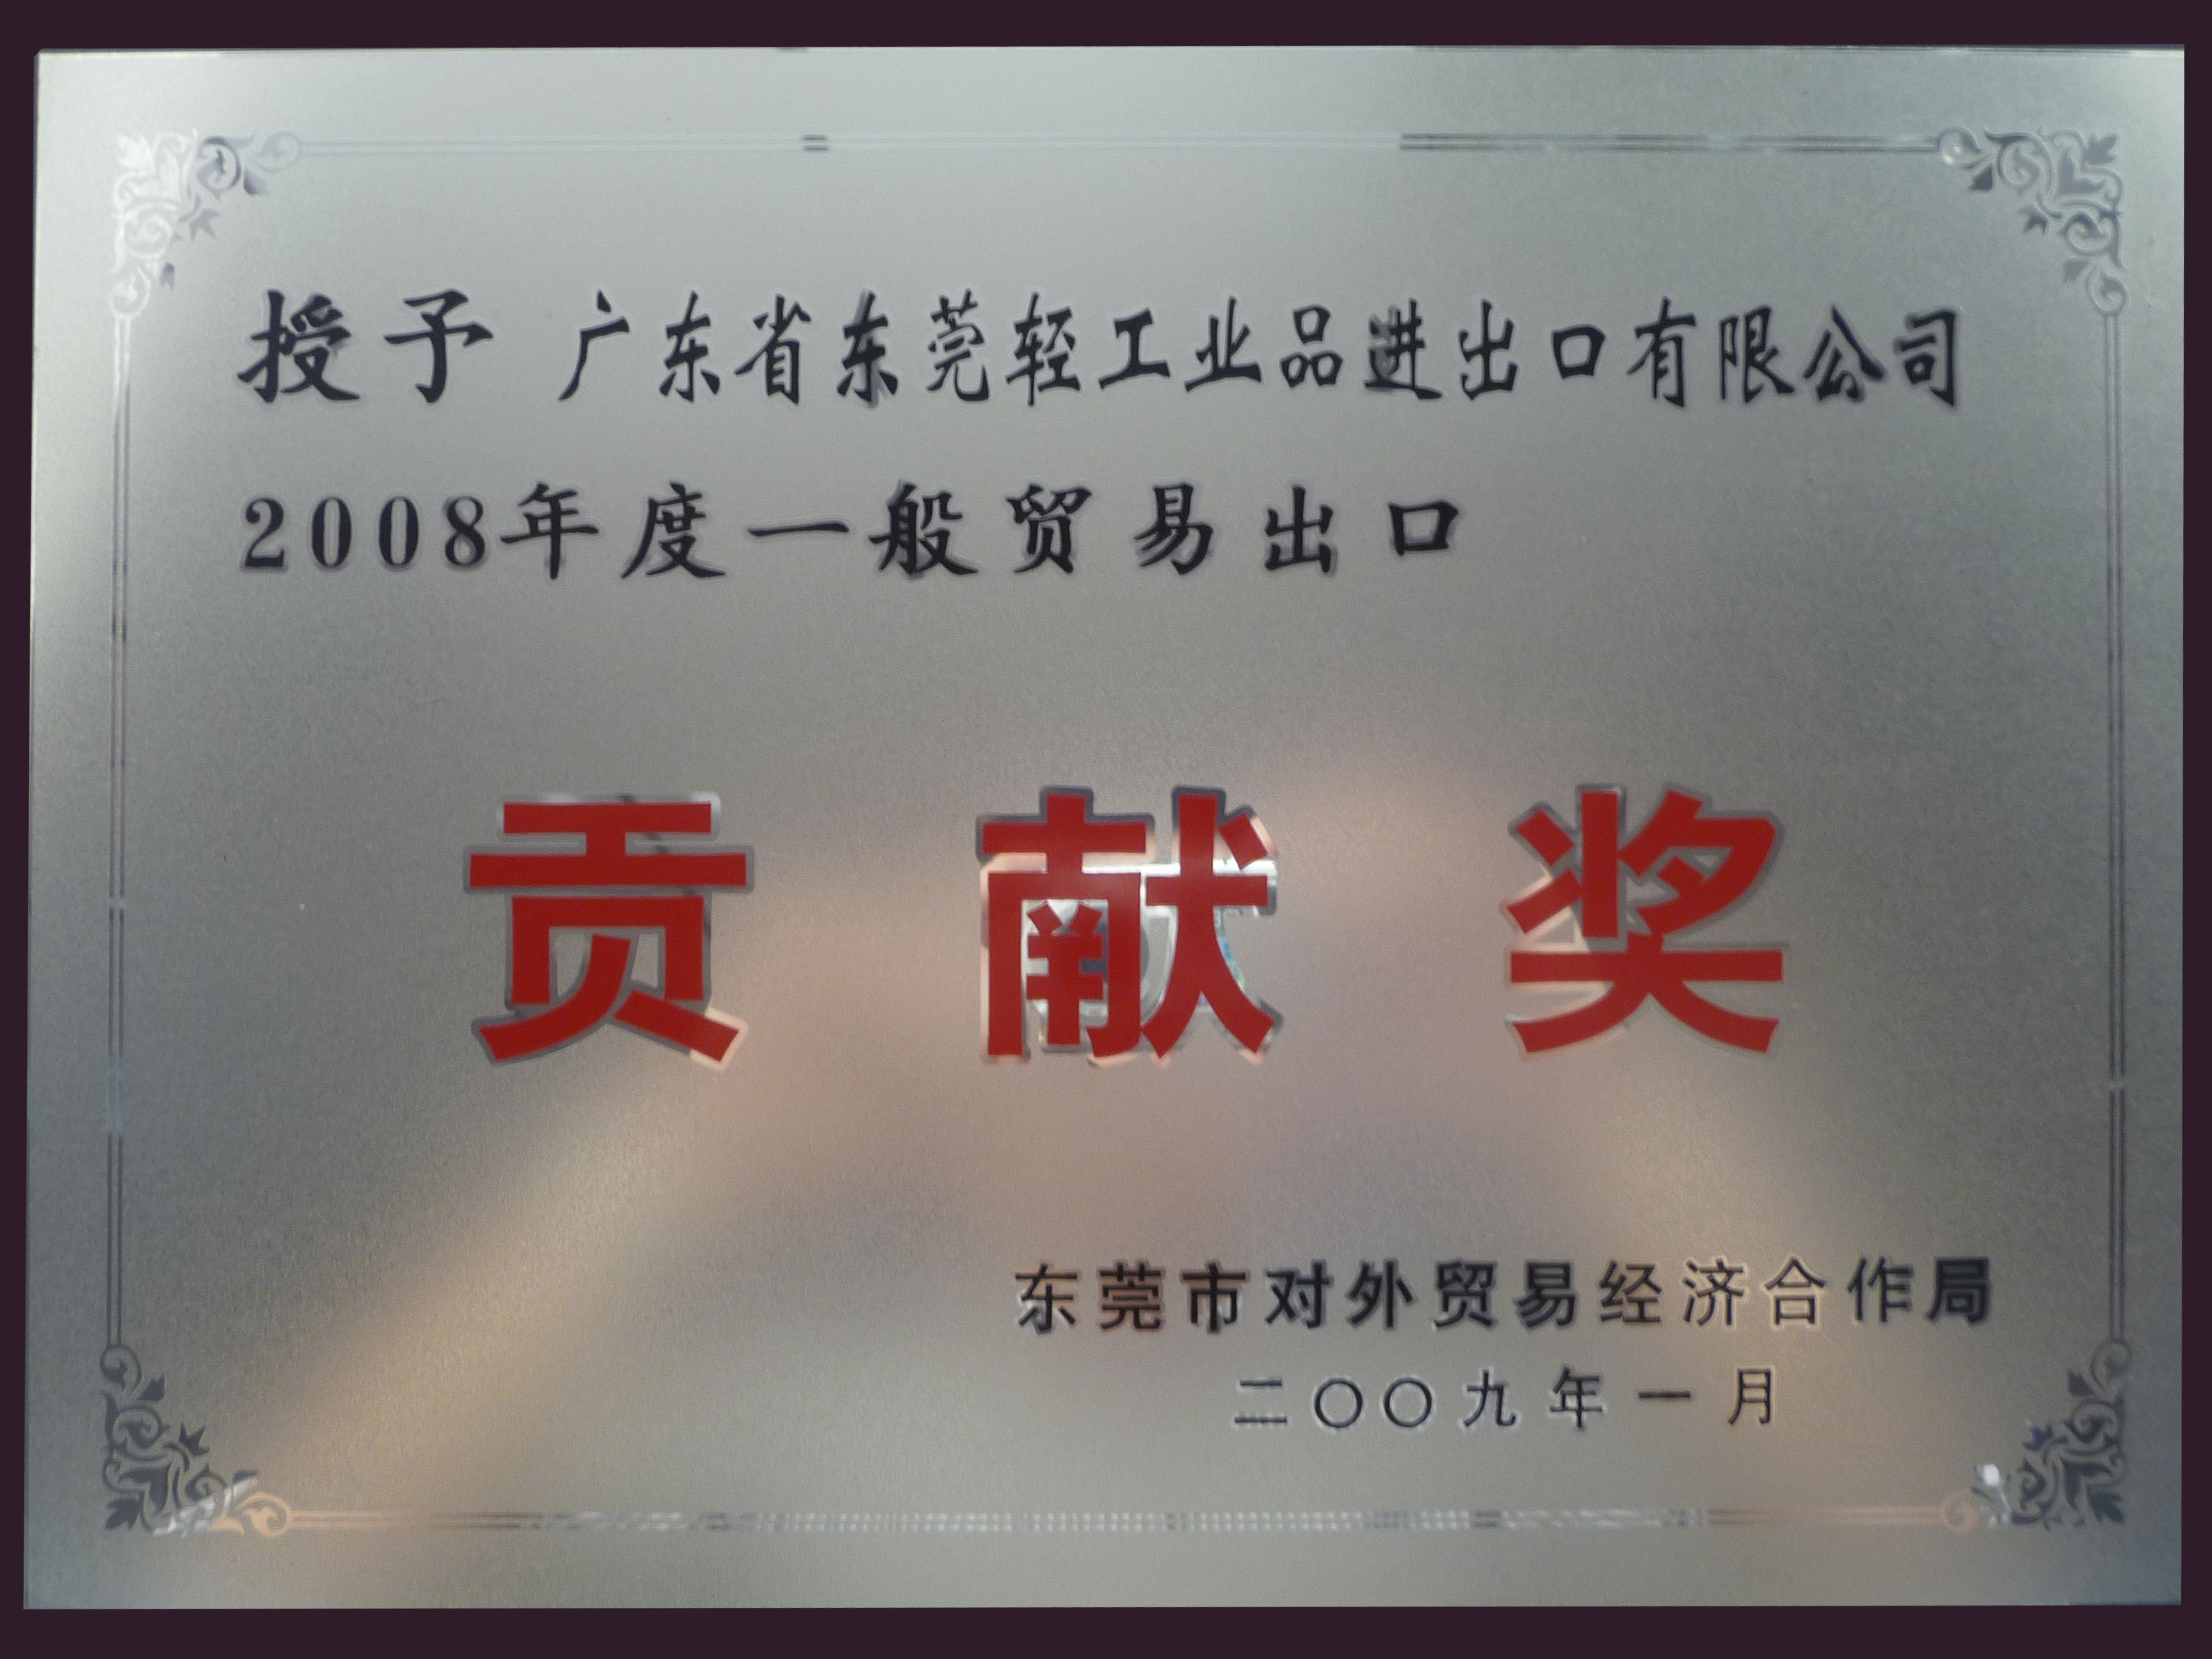 授予 广东省东莞轻工业品进出口有限公司
2008年度一般贸易出口
贡献奖
东莞市对外贸易经济合作局
二〇〇九年一月